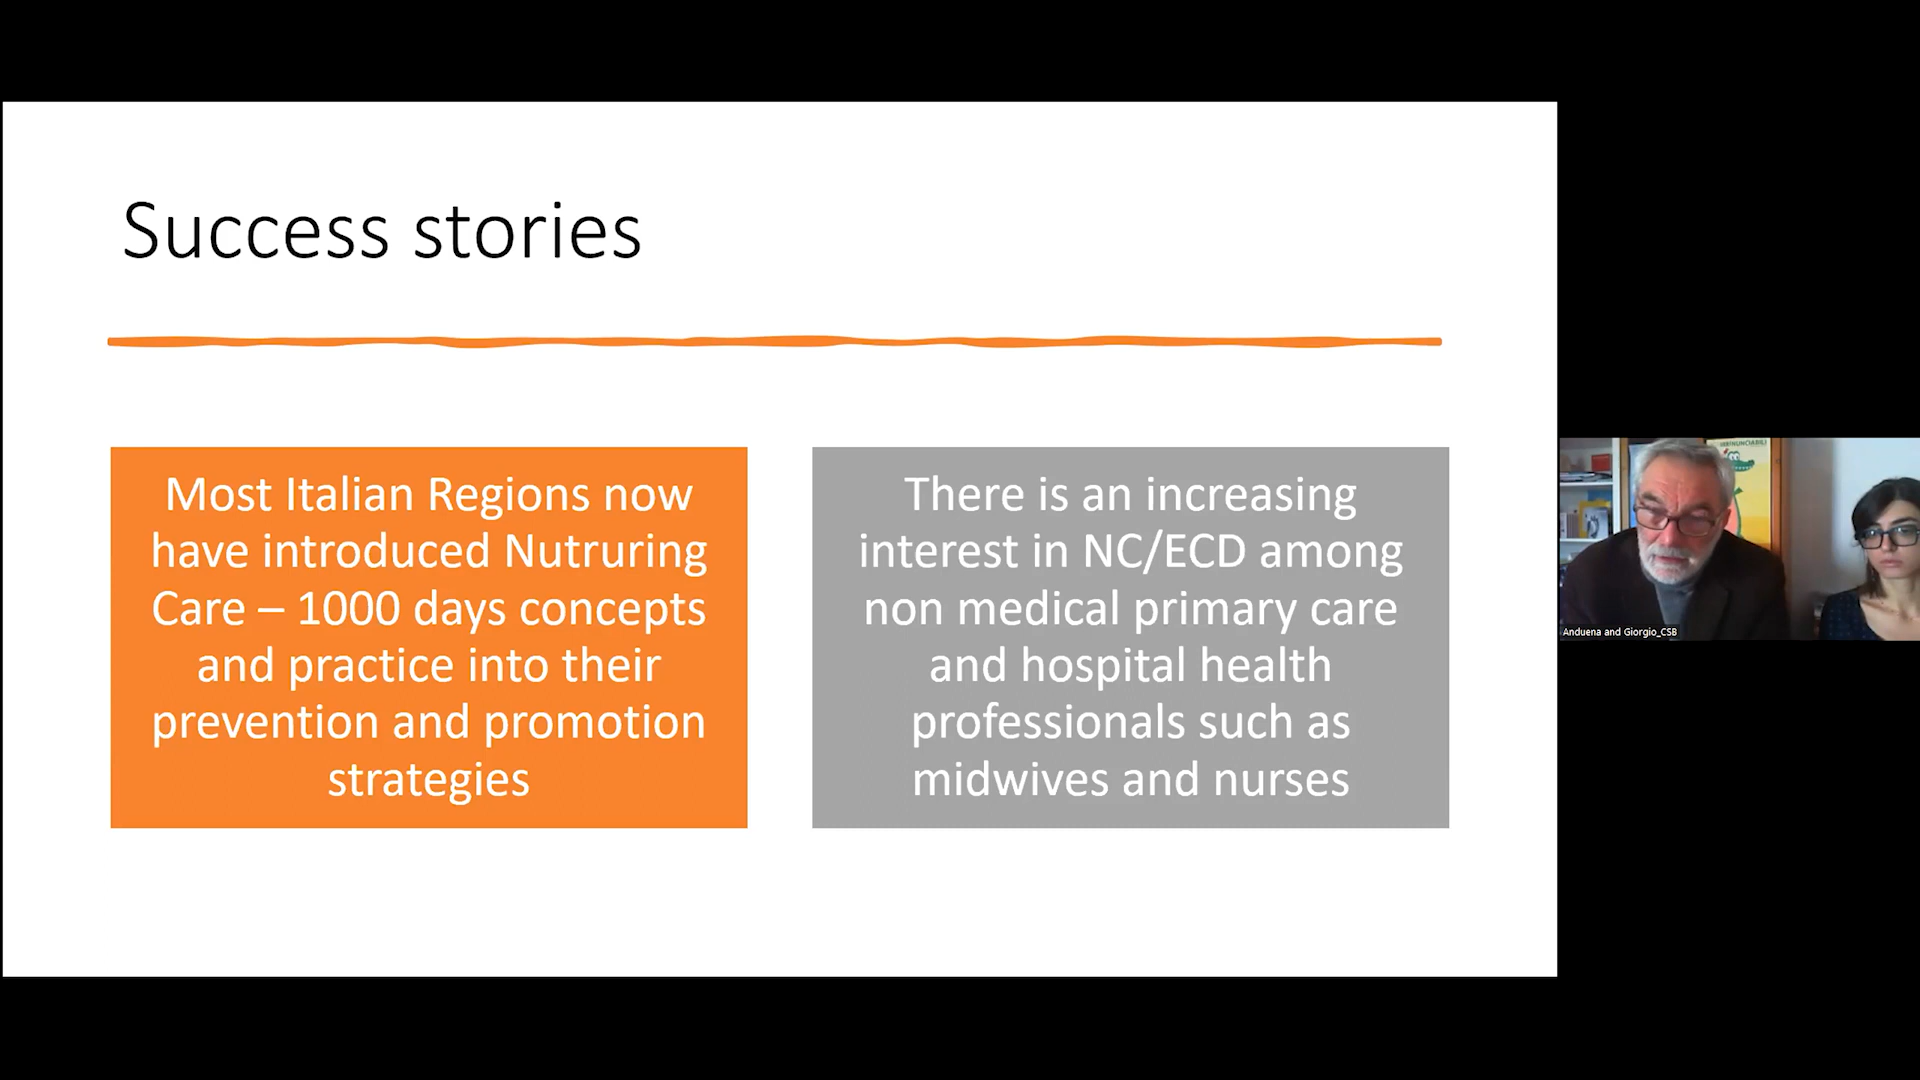 Success stories
Most Italian Regions now
have introduced Nutruring
Care – 1000 days concepts
and practice into their
prevention and promotion
strategies
There is an increasing
interest in NC/ECD among
non medical primary care
and hospital health
professionals such as
midwives and nurses
Anduena and Giorgio_CSB